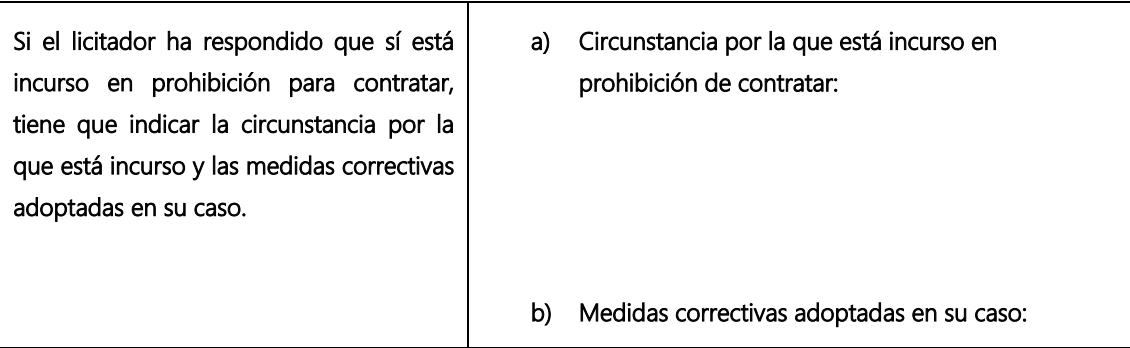 Si el licitador ha respondido que sí está
incurso en prohibición para contratar,
tiene que indicar la circunstancia por la
que está incurso y las medidas correctivas
adoptadas en su caso.
a) Circunstancia por la que está incurso en
prohibición de contratar:
b) Medidas correctivas adoptadas en su caso: